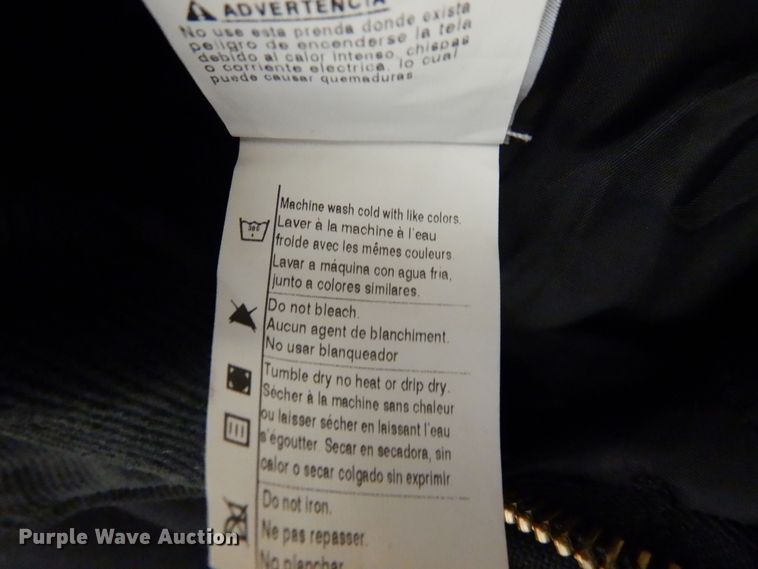 ADVERTENCIA
No use esta prenda donde exista
peligro de encenderse la tela
debido al calor intenso, chispas
o corriente electrica, lo cual
puede causar quemaduras.
Machine wash cold with like colors.
Laver à la machine à l'eau
froide avec les mêmes couleurs.
Lavar a máquina con agua fria,
junto a colores similares.
Do not bleach.
Aucun agent de blanchiment.
No usar blanqueador
Tumble dry no heat or drip dry.
Sécher à la machine sans chaleur
ou laisser sécher en laissant l'eau
s'égoutter. Secar en secadora, sin
calor o secar colgado sin exprimir.
Do not iron.
Ne pas repasser.
No planchar
Purple Wave Auction